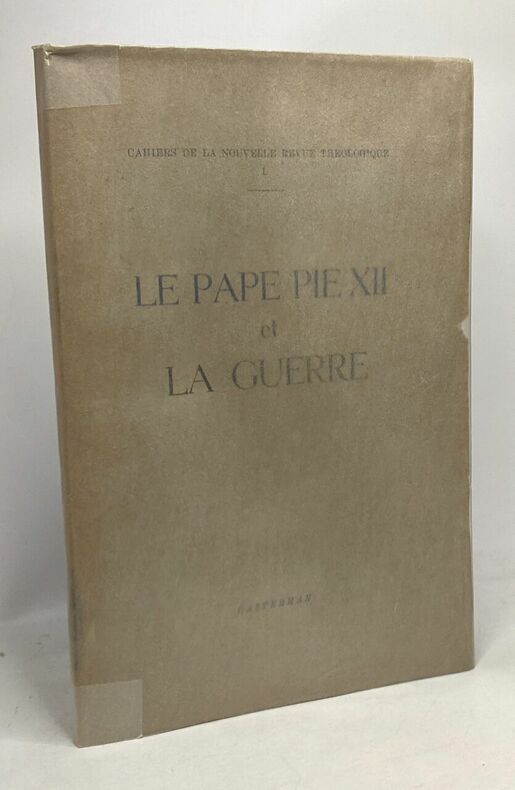 CAHIERS DE LA NOUVELLE REVUE THÉOLOGIQUE
I
LE PAPE PIE XII
et
LA GUERRE
CASTERMAN